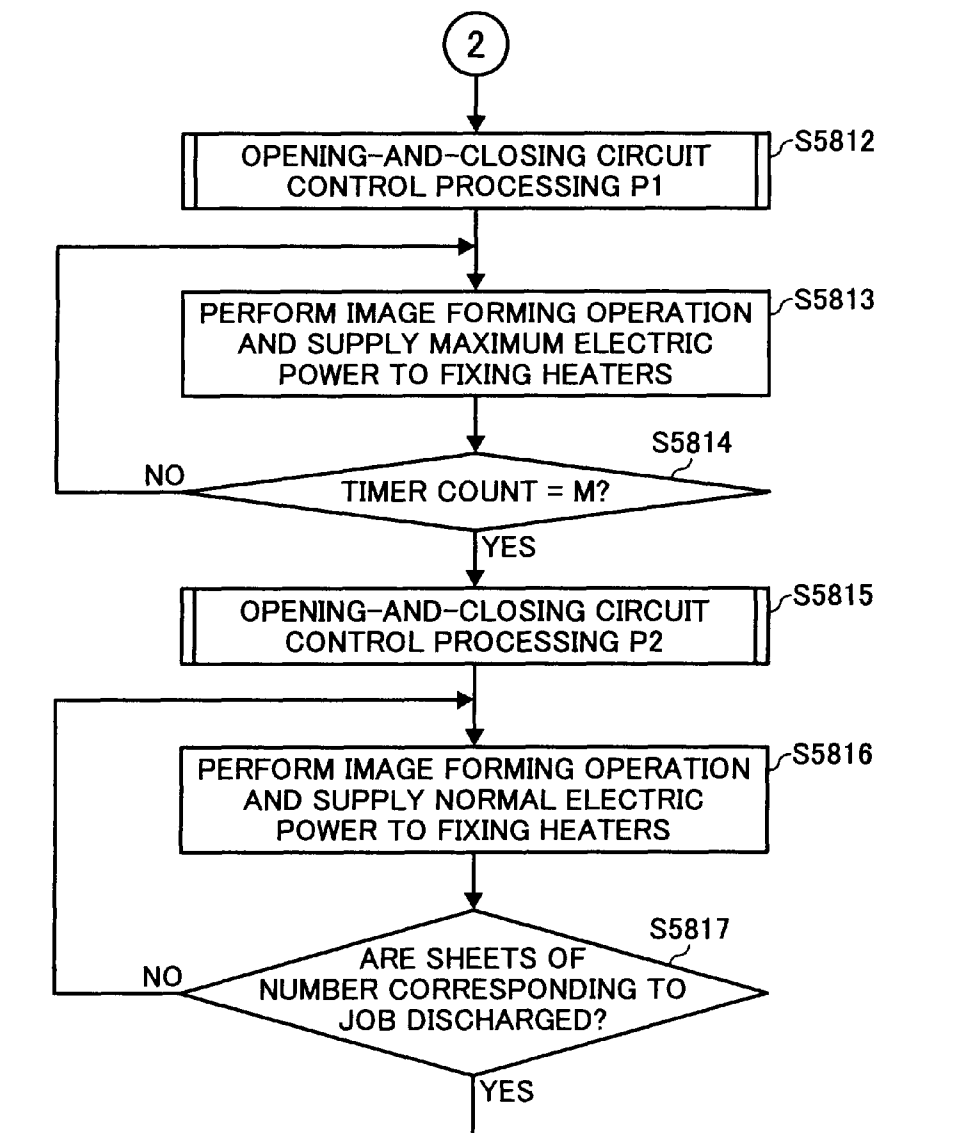 2
OPENING-AND-CLOSING CIRCUIT
CONTROL PROCESSING P1
S5812
PERFORM IMAGE FORMING OPERATION
AND SUPPLY MAXIMUM ELECTRIC
POWER TO FIXING HEATERS
S5813
S5814
NO
TIMER COUNT = M?
YES
OPENING-AND-CLOSING CIRCUIT
CONTROL PROCESSING P2
S5815
PERFORM IMAGE FORMING OPERATION
AND SUPPLY NORMAL ELECTRIC
POWER TO FIXING HEATERS
S5816
S5817
NO
ARE SHEETS OF
NUMBER CORRESPONDING TO
JOB DISCHARGED?
YES